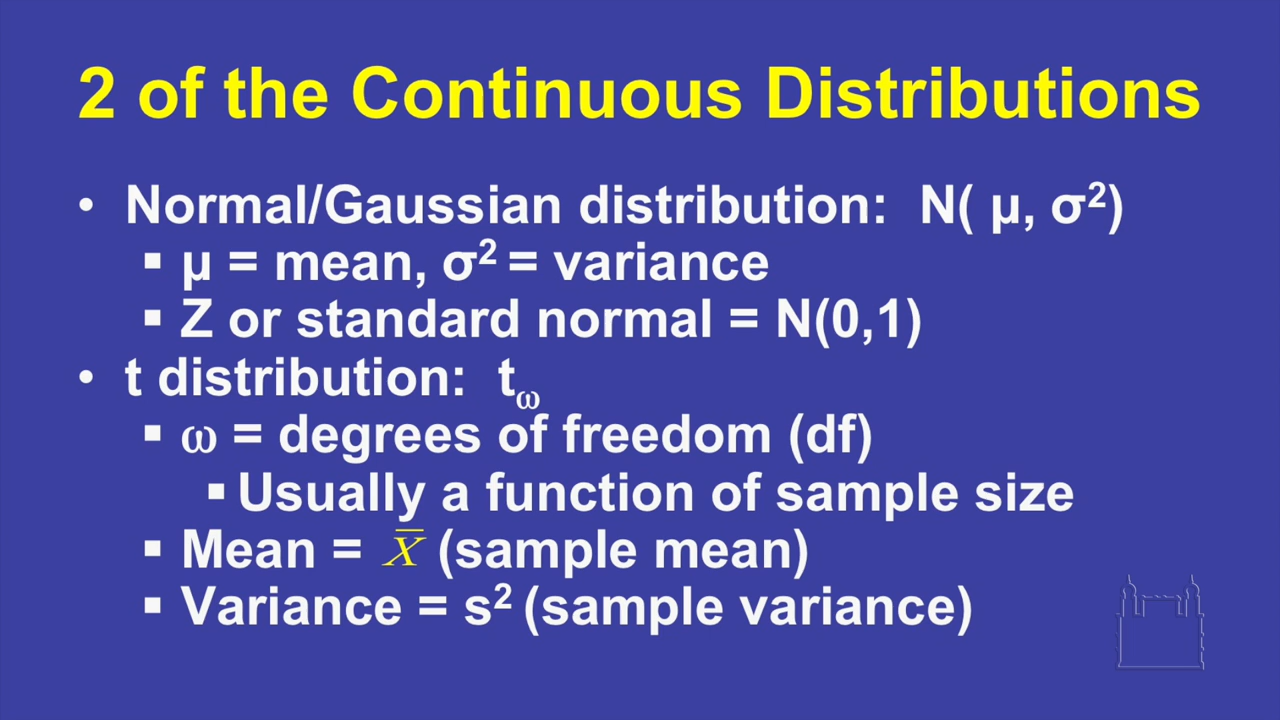 2 of the Continuous Distributions
• Normal/Gaussian distribution: N( μ, σ²)
▪ μ = mean, σ² = variance
▪ Z or standard normal = N(0,1)
• t distribution: tω
▪ ω = degrees of freedom (df)
▪ Usually a function of sample size
▪ Mean = X̅ (sample mean)
▪ Variance = s² (sample variance)